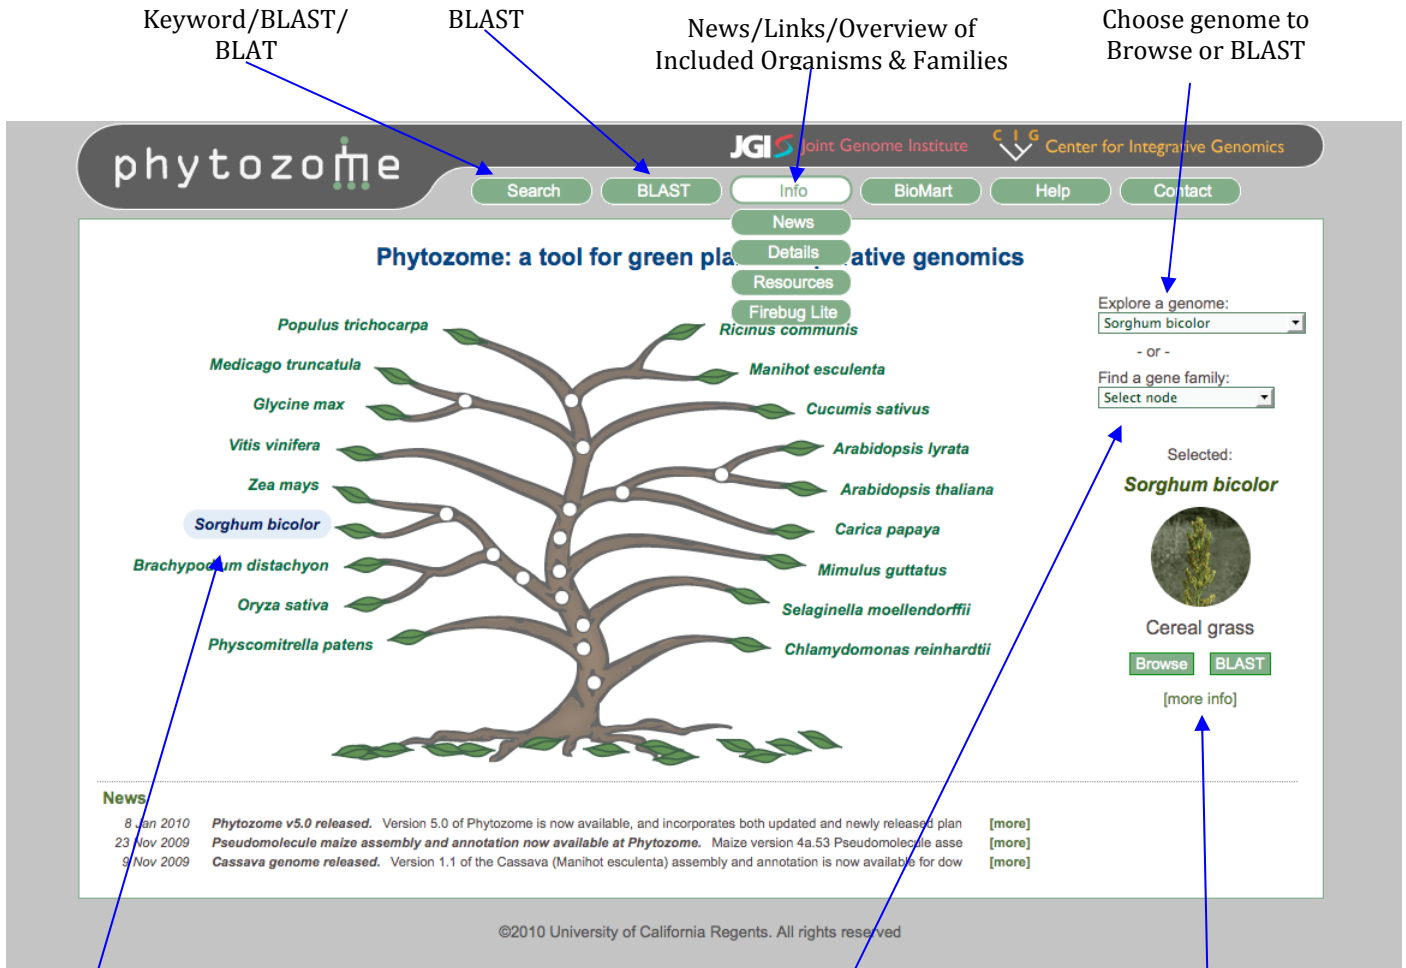 Keyword/BLAST/
BLAT
BLAST
News/Links/Overview of
Included Organisms & Families
Choose genome to
Browse or BLAST
phytozome
JGI Joint Genome Institute
CIG Center for Integrative Genomics
Search
BLAST
Info
BioMart
Help
Contact
News
Details
Resources
Firebug Lite
Phytozome: a tool for green pla ative genomics
Explore a genome:
Sorghum bicolor
- or -
Find a gene family:
Select node
Populus trichocarpa
Ricinus communis
Medicago truncatula
Manihot esculenta
Glycine max
Cucumis sativus
Vitis vinifera
Arabidopsis lyrata
Zea mays
Arabidopsis thaliana
Sorghum bicolor
Carica papaya
Brachypodium distachyon
Mimulus guttatus
Oryza sativa
Selaginella moellendorffii
Physcomitrella patens
Chlamydomonas reinhardtii
Selected:
Sorghum bicolor
Cereal grass
Browse
BLAST
[more info]
News
8 Jan 2010 Phytozome v5.0 released. Version 5.0 of Phytozome is now available, and incorporates both updated and newly released plan [more]
23 Nov 2009 Pseudomolecule maize assembly and annotation now available at Phytozome. Maize version 4a.53 Pseudomolecule asse [more]
9 Nov 2009 Cassava genome released. Version 1.1 of the Cassava (Manihot esculenta) assembly and annotation is now available for dow [more]
©2010 University of California Regents. All rights reserved